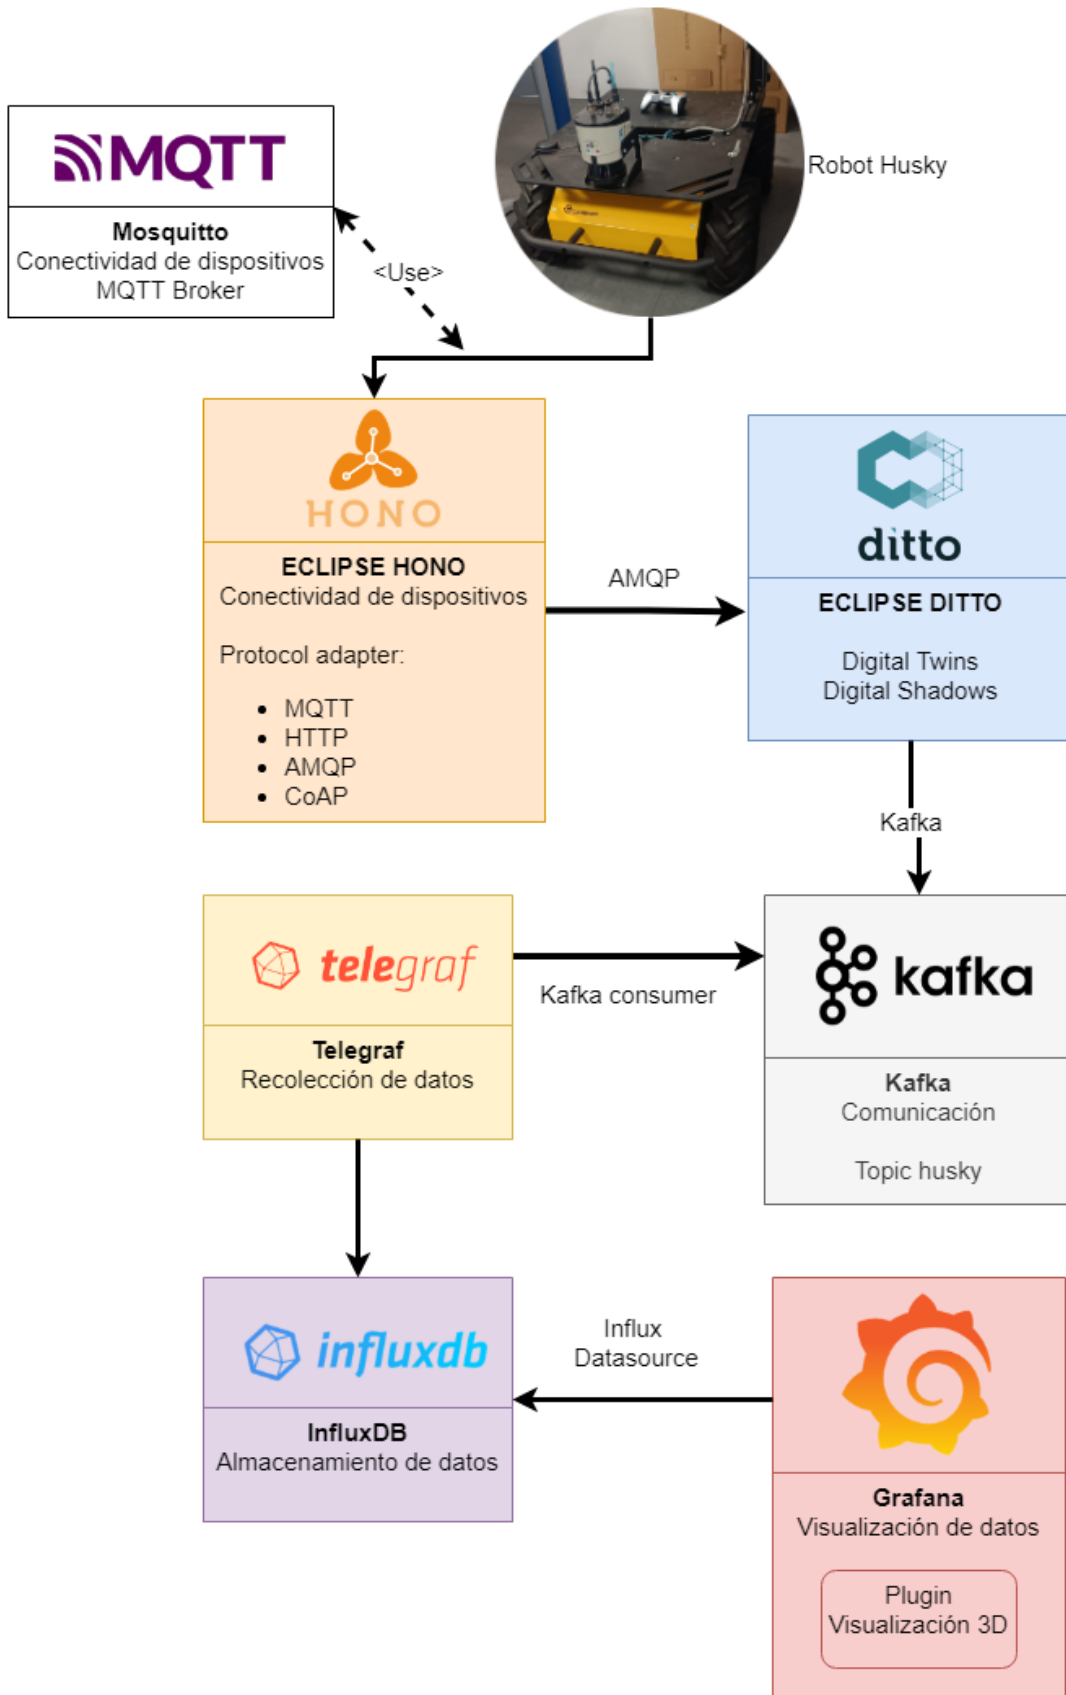 MQTT
Mosquitto
Conectividad de dispositivos
MQTT Broker
Robot Husky
<Use>
HONO
ECLIPSE HONO
Conectividad de dispositivos
Protocol adapter:
• MQTT
• HTTP
• AMQP
• CoAP
AMQP
ditto
ECLIPSE DITTO
Digital Twins
Digital Shadows
Kafka
telegraf
Telegraf
Recolección de datos
Kafka consumer
kafka
Kafka
Comunicación
Topic husky
influxdb
InfluxDB
Almacenamiento de datos
Influx
Datasource
Grafana
Visualización de datos
Plugin
Visualización 3D